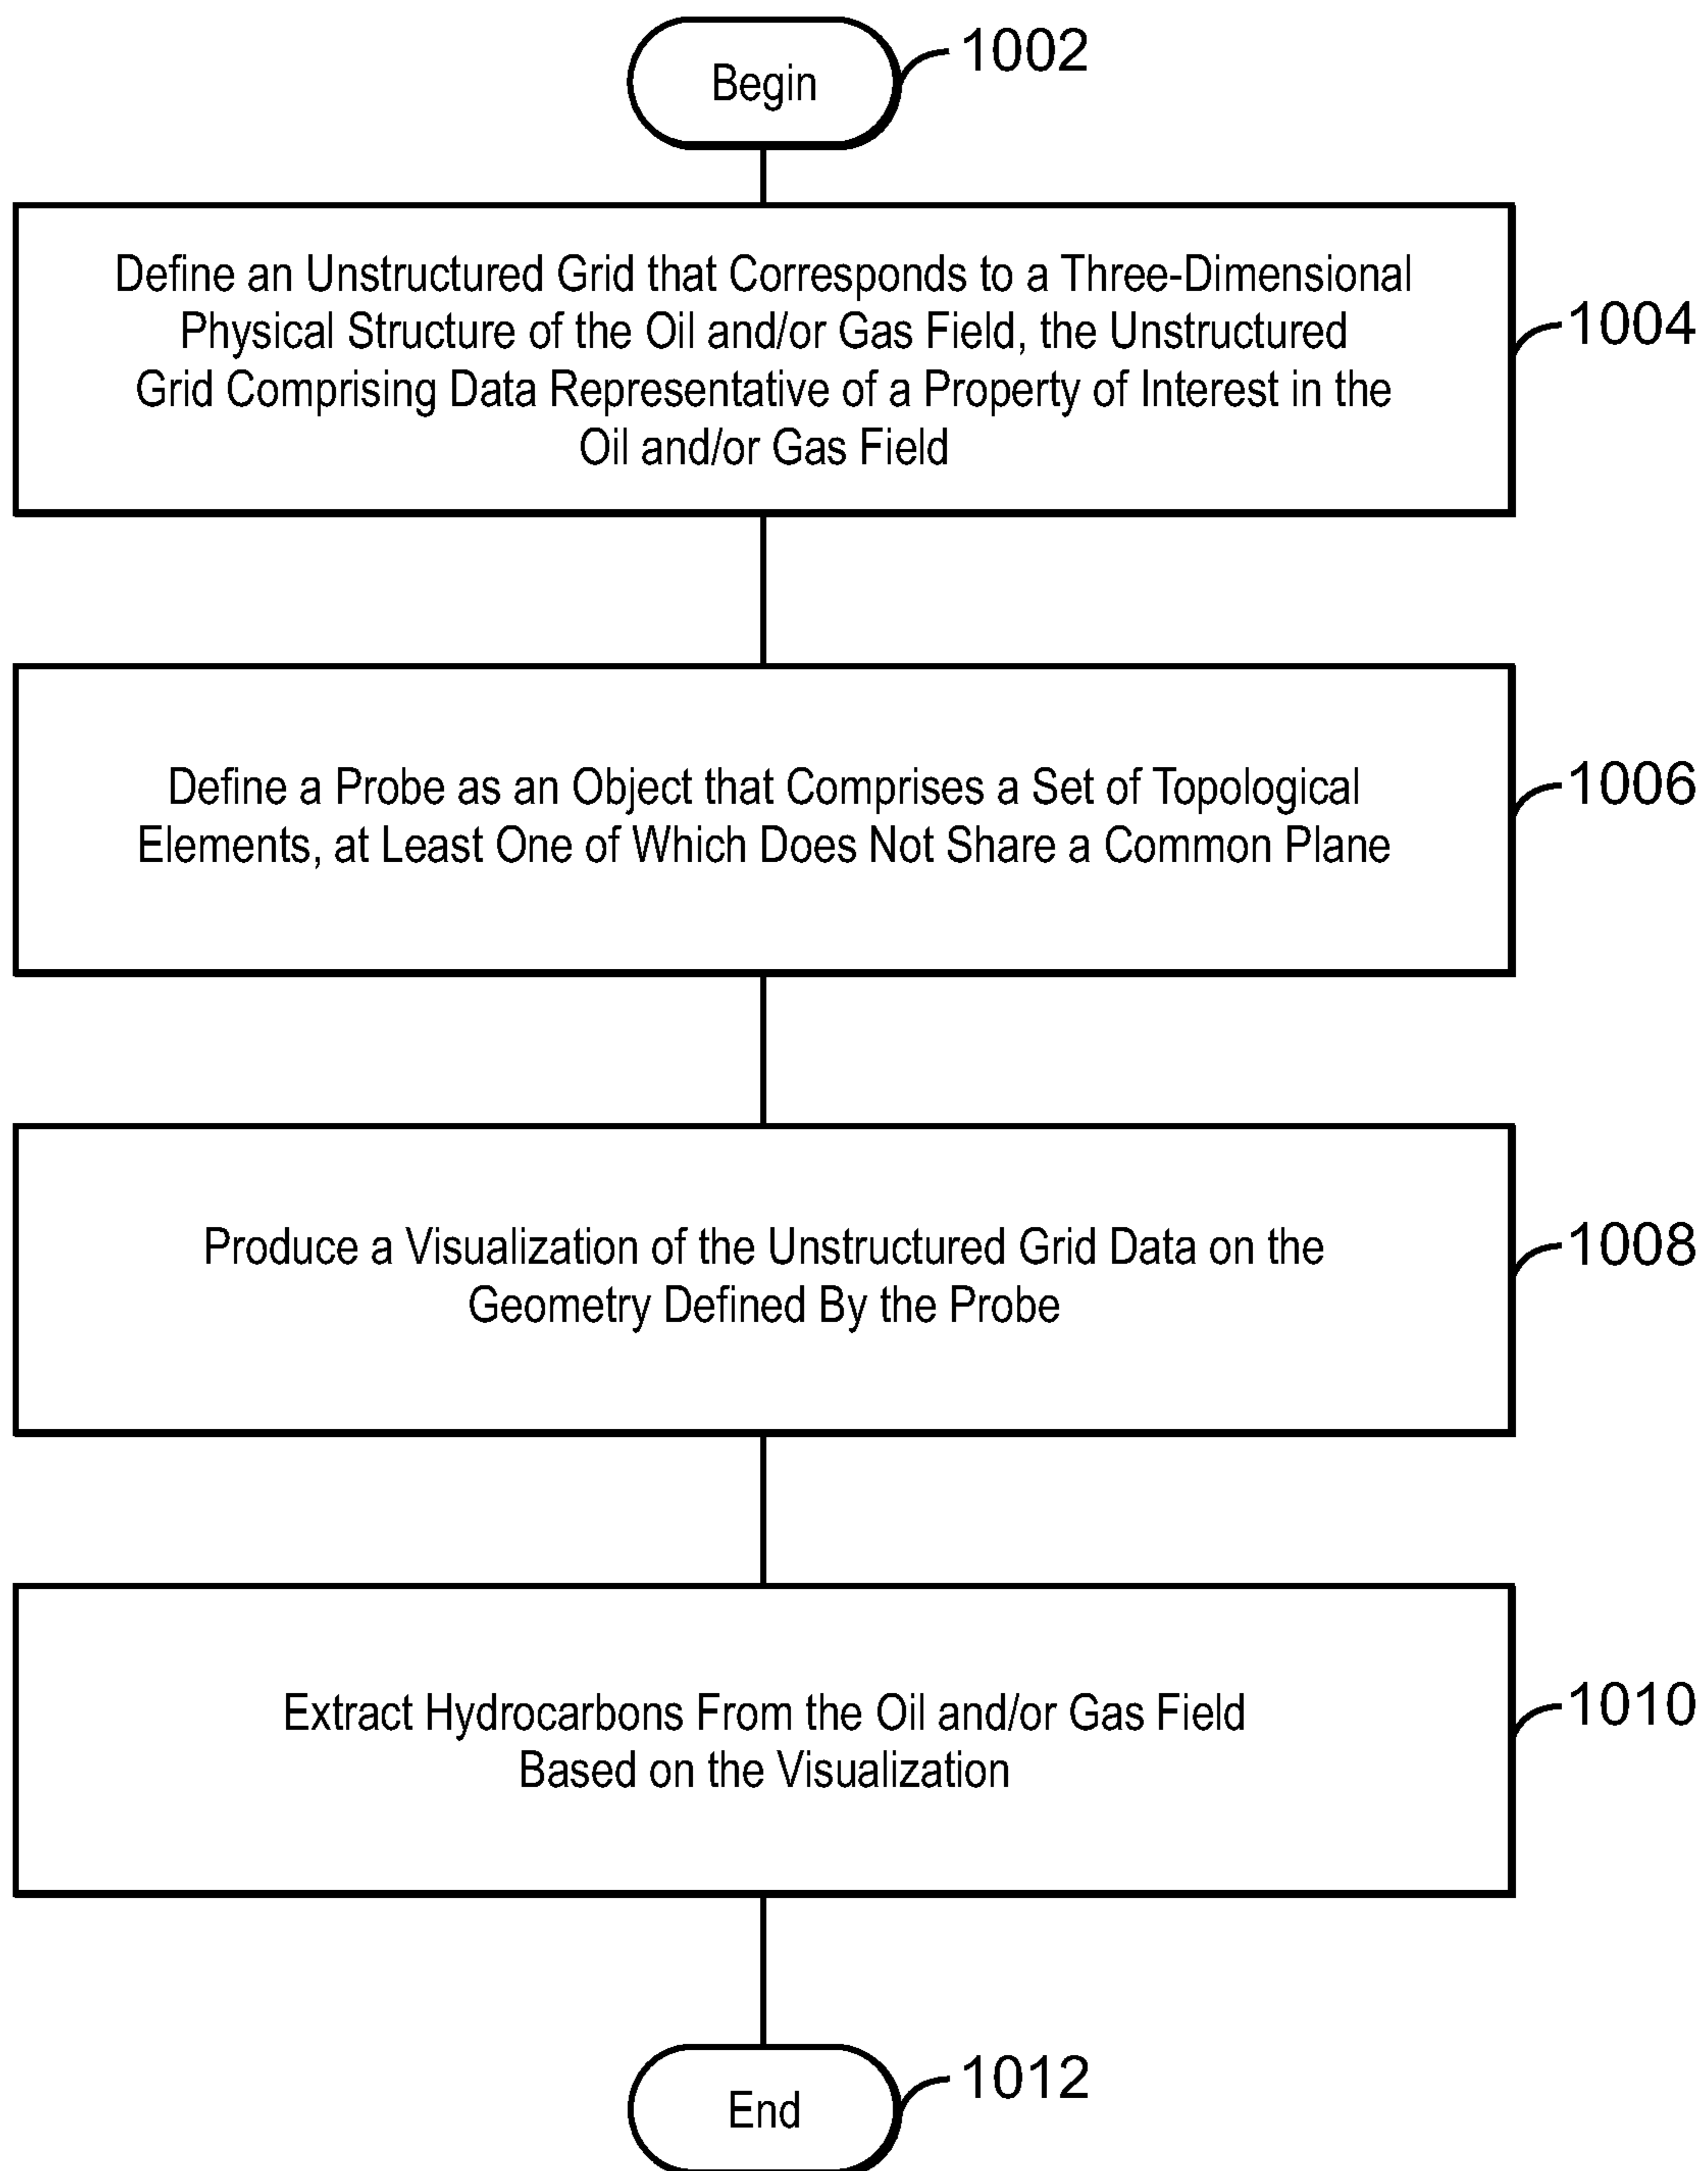 Begin
1002
Define an Unstructured Grid that Corresponds to a Three-Dimensional
Physical Structure of the Oil and/or Gas Field, the Unstructured
Grid Comprising Data Representative of a Property of Interest in the
Oil and/or Gas Field
1004
Define a Probe as an Object that Comprises a Set of Topological
Elements, at Least One of Which Does Not Share a Common Plane
1006
Produce a Visualization of the Unstructured Grid Data on the
Geometry Defined By the Probe
1008
Extract Hydrocarbons From the Oil and/or Gas Field
Based on the Visualization
1010
End
1012